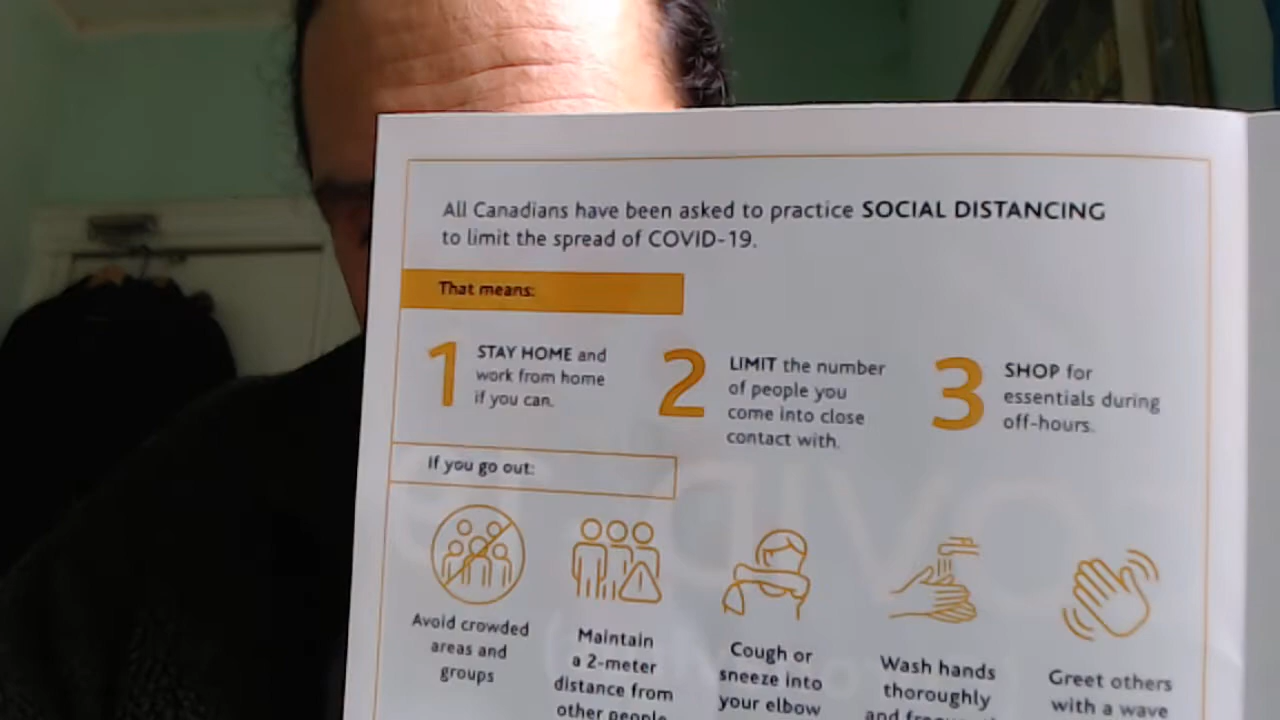 All Canadians have been asked to practice SOCIAL DISTANCING
to limit the spread of COVID-19.
That means:
1
STAY HOME and
work from home
if you can.
2
LIMIT the number
of people you
come into close
contact with.
3
SHOP for
essentials during
off-hours.
If you go out:
Avoid crowded
areas and
groups
Maintain
a 2-meter
distance from
other people
Cough or
sneeze into
your elbow
Wash hands
thoroughly
and
Greet others
with a wave